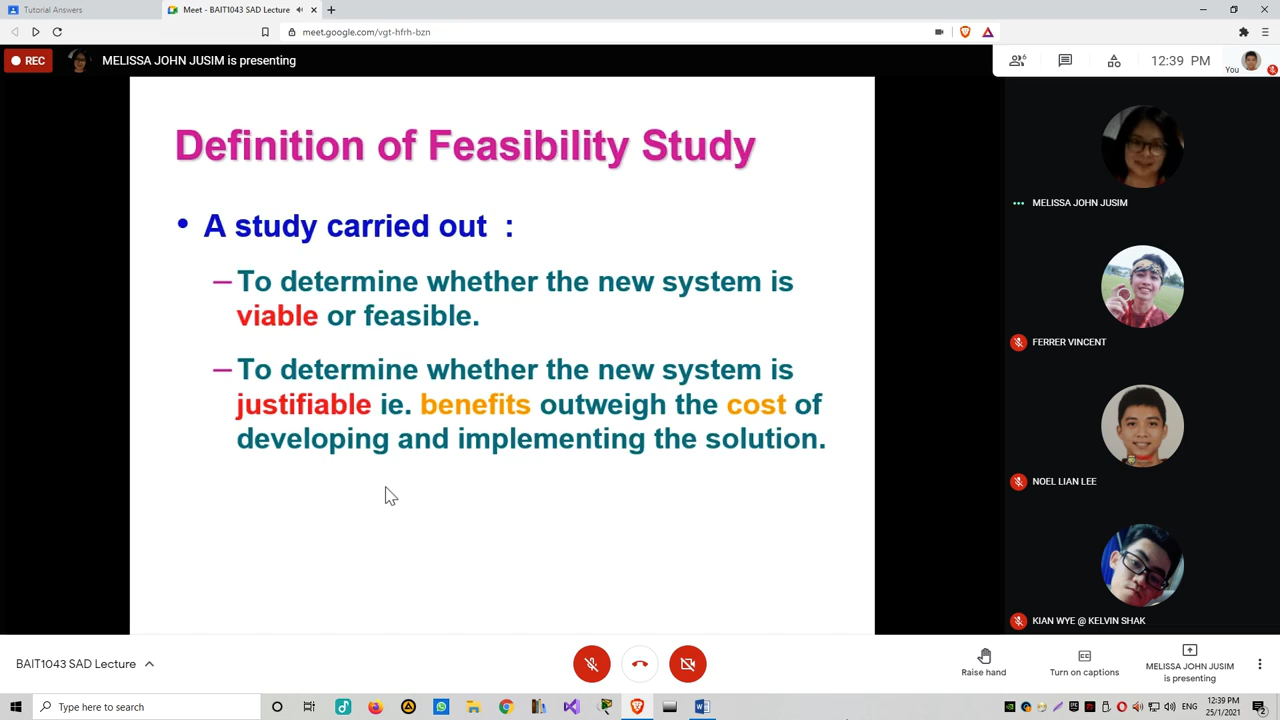 Tutorial Answers
Meet - BAIT1043 SAD Lecture
meet.google.com/vgt-hfrh-bzn
REC
MELISSA JOHN JUSIM is presenting
6
12:39 PM
You
Definition of Feasibility Study
• A study carried out :
– To determine whether the new system is
viable or feasible.
– To determine whether the new system is
justifiable ie. benefits outweigh the cost of
developing and implementing the solution.
MELISSA JOHN JUSIM
FERRER VINCENT
NOEL LIAN LEE
KIAN WYE @ KELVIN SHAK
BAIT1043 SAD Lecture
Raise hand
Turn on captions
MELISSA JOHN JUSIM
is presenting
Type here to search
ENG
12:39 PM
25/1/2021